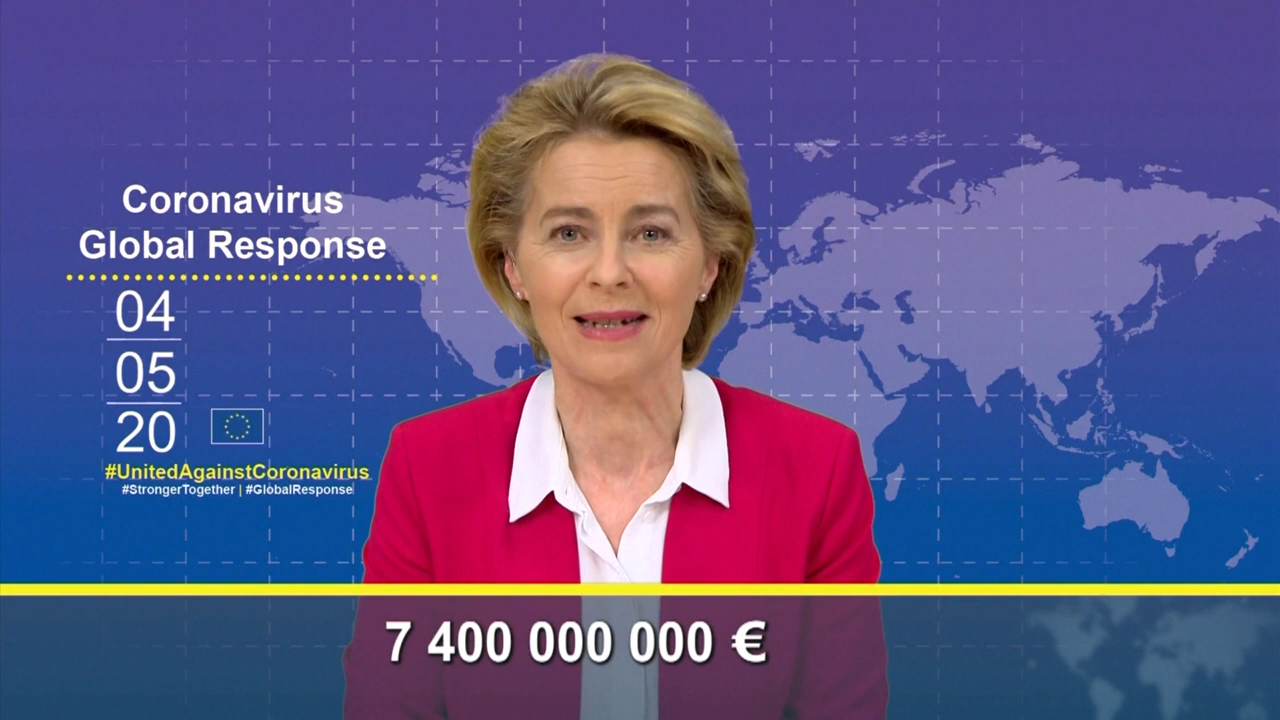 Coronavirus
Global Response
04
05
20
#UnitedAgainstCoronavirus
#StrongerTogether | #GlobalResponse
7 400 000 000 €